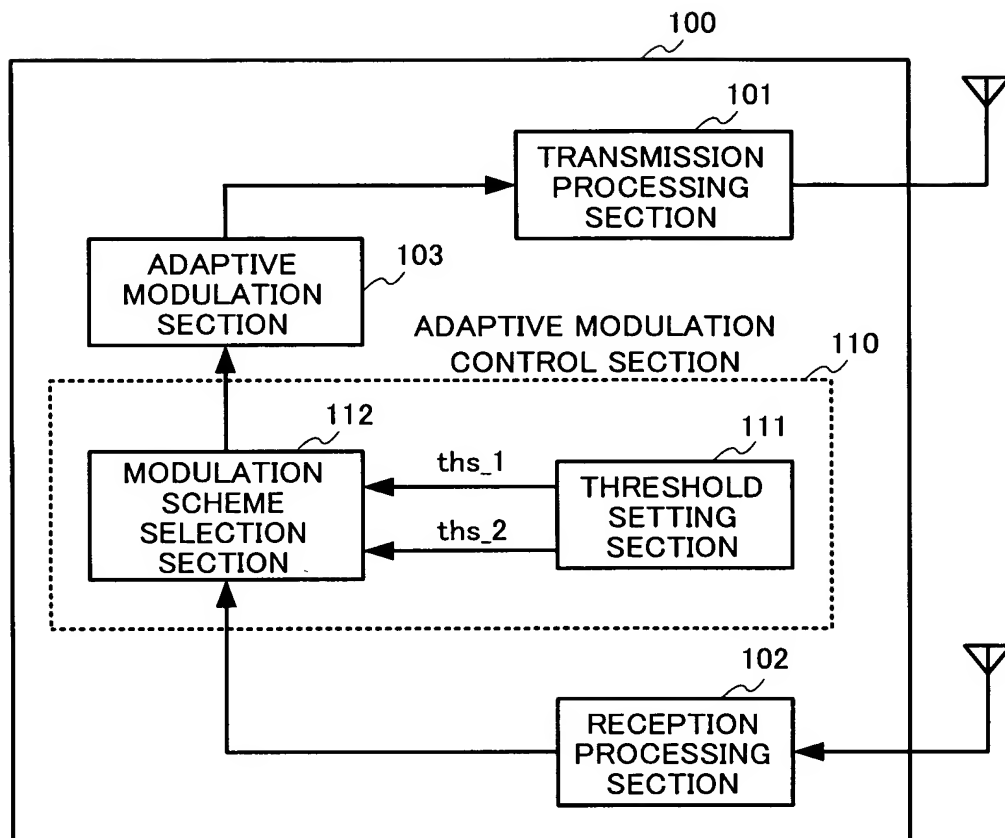 100
101
TRANSMISSION
PROCESSING
SECTION
ADAPTIVE
MODULATION
SECTION
103
ADAPTIVE MODULATION
CONTROL SECTION
110
112
MODULATION
SCHEME
SELECTION
SECTION
ths_1
ths_2
111
THRESHOLD
SETTING
SECTION
102
RECEPTION
PROCESSING
SECTION